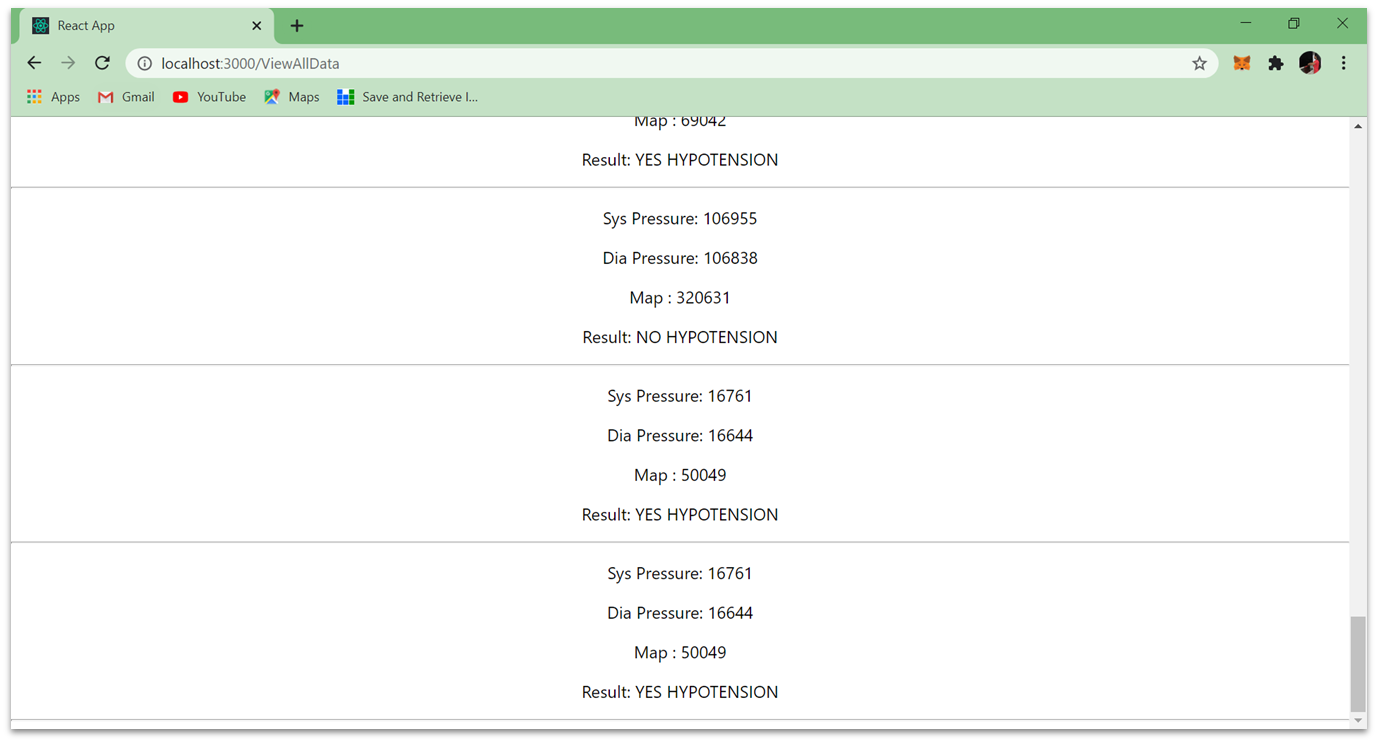 React App
localhost:3000/ViewAllData
Apps Gmail YouTube Maps Save and Retrieve I...
Map : 69042
Result: YES HYPOTENSION
Sys Pressure: 106955
Dia Pressure: 106838
Map : 320631
Result: NO HYPOTENSION
Sys Pressure: 16761
Dia Pressure: 16644
Map : 50049
Result: YES HYPOTENSION
Sys Pressure: 16761
Dia Pressure: 16644
Map : 50049
Result: YES HYPOTENSION